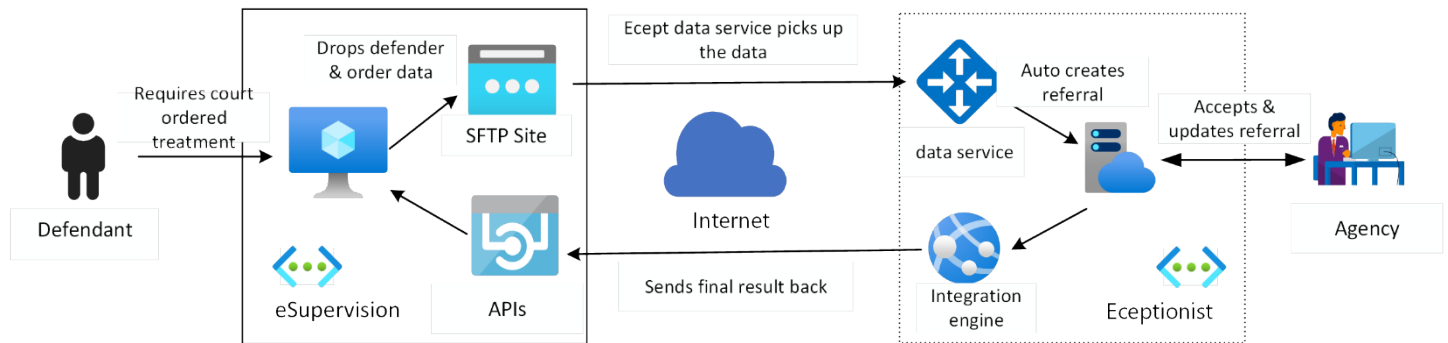 Requires court
ordered
treatment
Defendant
Drops defender
& order data
SFTP Site
eSupervision
APIs
Ecept data service picks up
the data
Internet
Sends final result back
Auto creates
referral
data service
Integration
engine
Eceptionist
Accepts &
updates referral
Agency